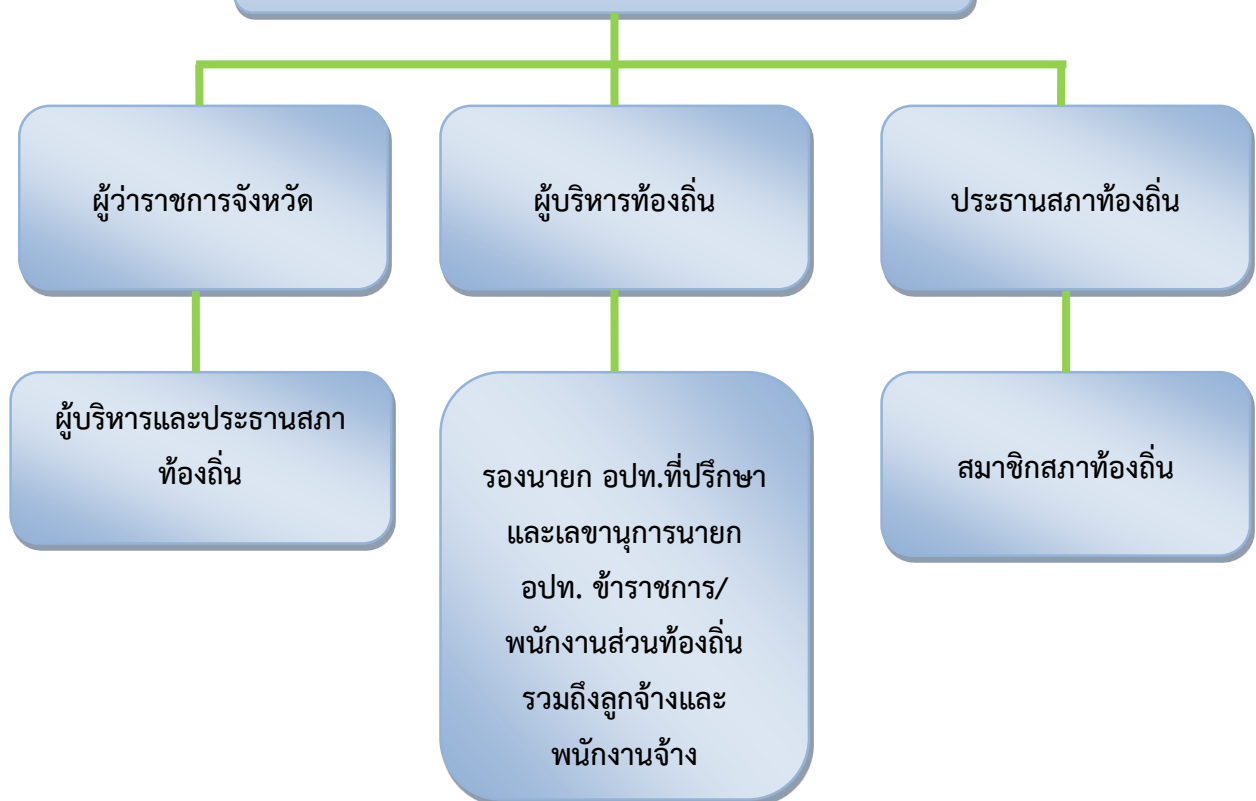 ผู้ว่าราชการจังหวัด
ผู้บริหารท้องถิ่น
ประธานสภาท้องถิ่น
ผู้บริหารและประธานสภา
ท้องถิ่น
รองนายก อปท.ที่ปรึกษา
และเลขานุการนายก
อปท. ข้าราชการ/
พนักงานส่วนท้องถิ่น
รวมถึงลูกจ้างและ
พนักงานจ้าง
สมาชิกสภาท้องถิ่น